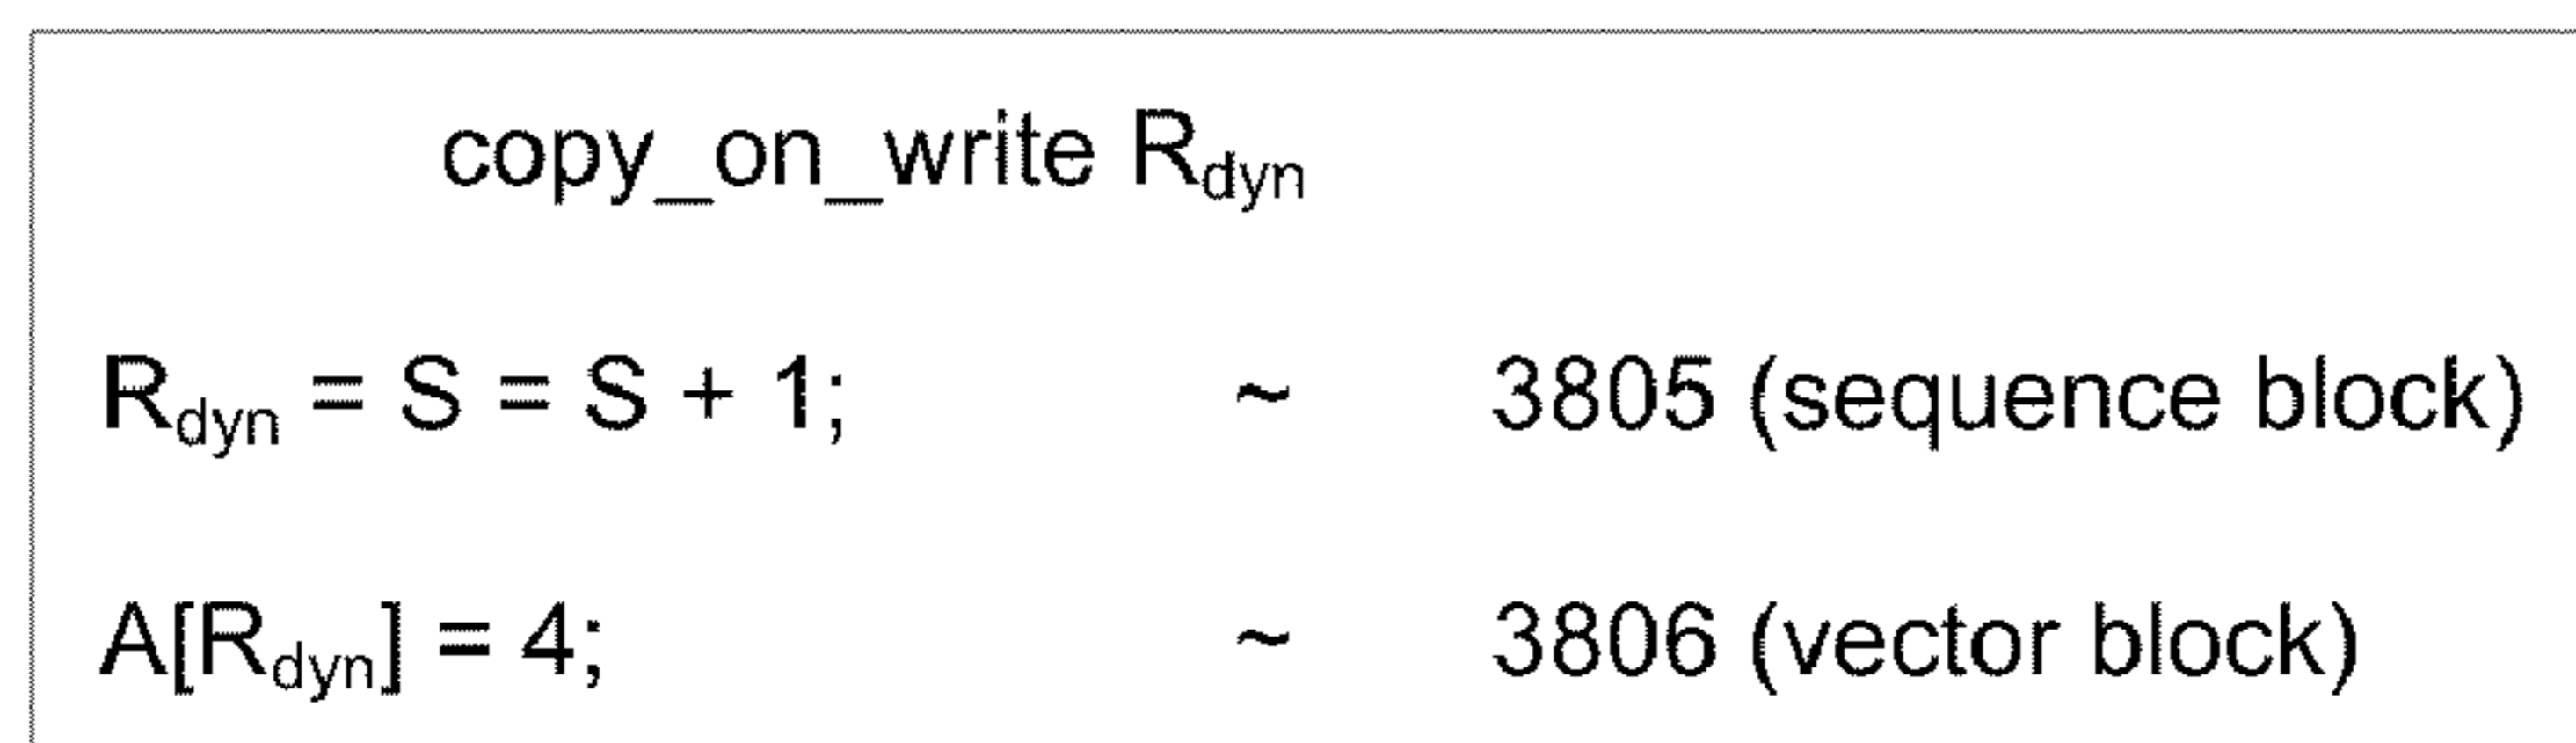 copy_on_write Rdyn
Rdyn = S = S + 1; ~ 3805 (sequence block)
A[Rdyn] = 4; ~ 3806 (vector block)